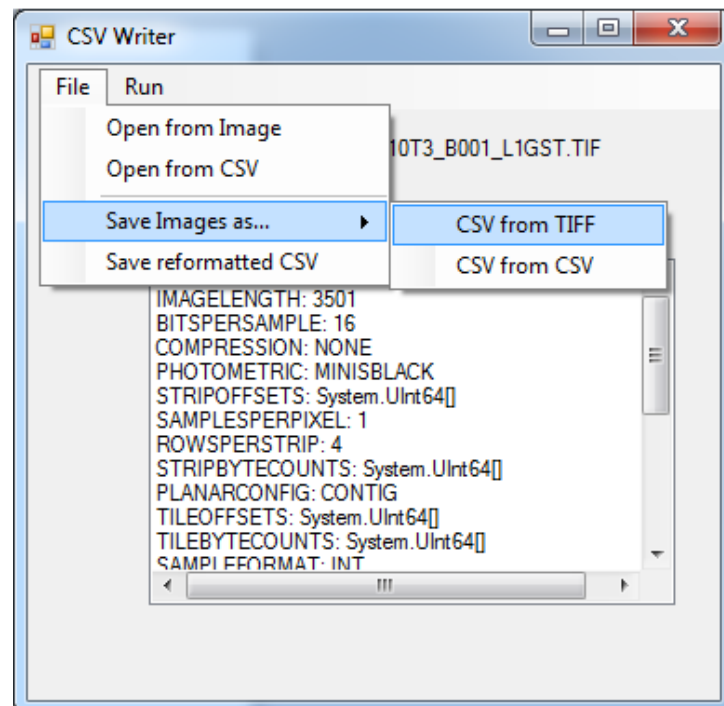 CSV Writer
File Run
Open from Image
Open from CSV
Save Images as...
Save reformatted CSV
CSV from TIFF
CSV from CSV
10T3_B001_L1GST.TIF
IMAGELENGTH: 3501
BITSPERSAMPLE: 16
COMPRESSION: NONE
PHOTOMETRIC: MINISBLACK
STRIPOFFSETS: System.UInt64[]
SAMPLESPERPIXEL: 1
ROWSPERSTRIP: 4
STRIPBYTECOUNTS: System.UInt64[]
PLANARCONFIG: CONTIG
TILEOFFSETS: System.UInt64[]
TILEBYTECOUNTS: System.UInt64[]
SAMPLEFORMAT: INT